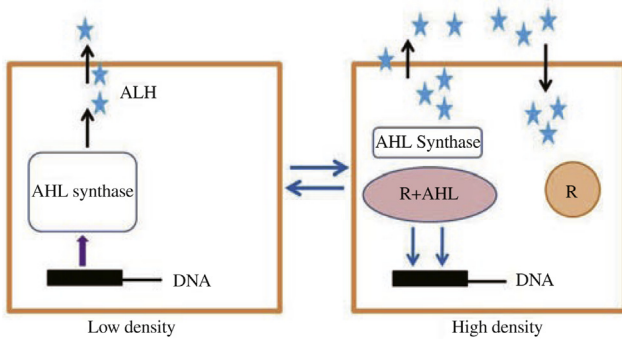 ALH
AHL synthase
DNA
Low density
AHL Synthase
R+AHL
R
DNA
High density